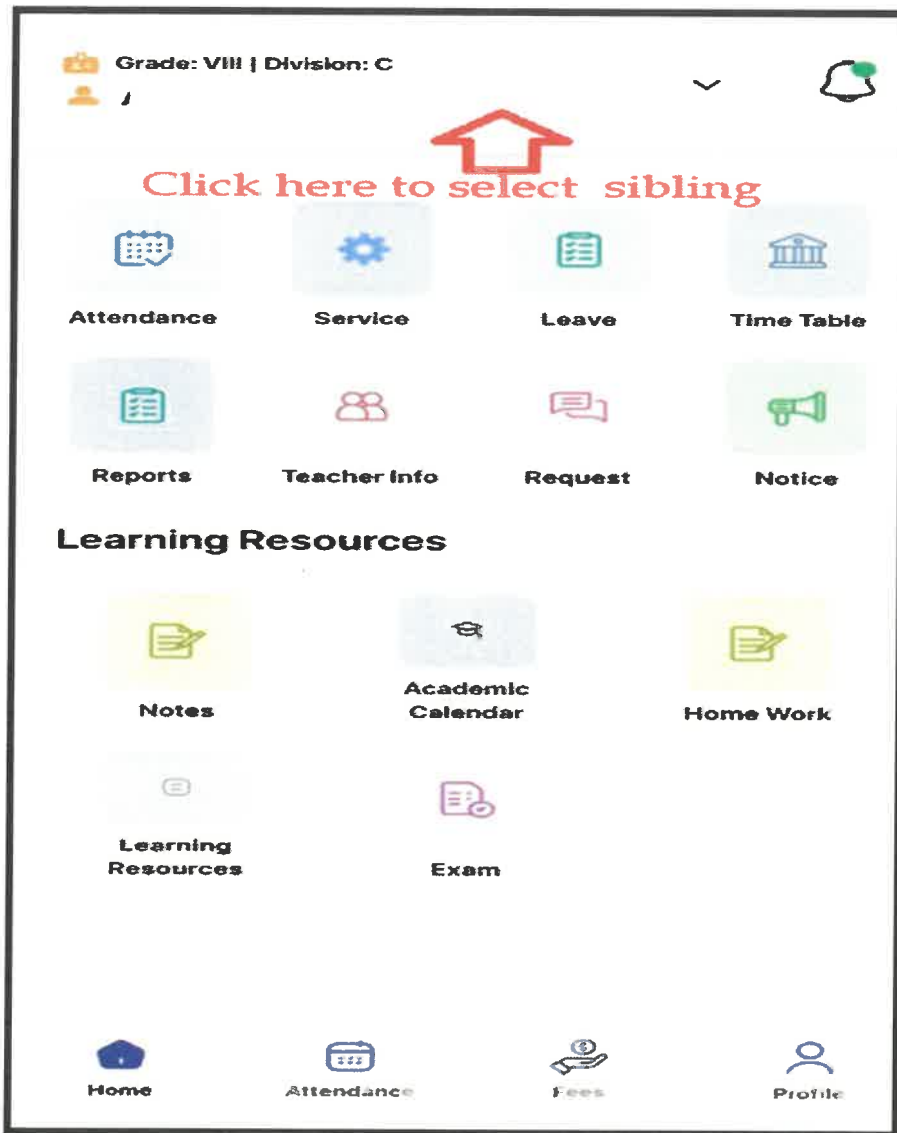 Grade: VIII | Division: C
Click here to select sibling
Attendance Service Leave Time Table
Reports Teacher Info Request Notice
Learning Resources
Notes Academic Calendar Home Work
Learning Resources Exam
Home Attendance Fees Profile